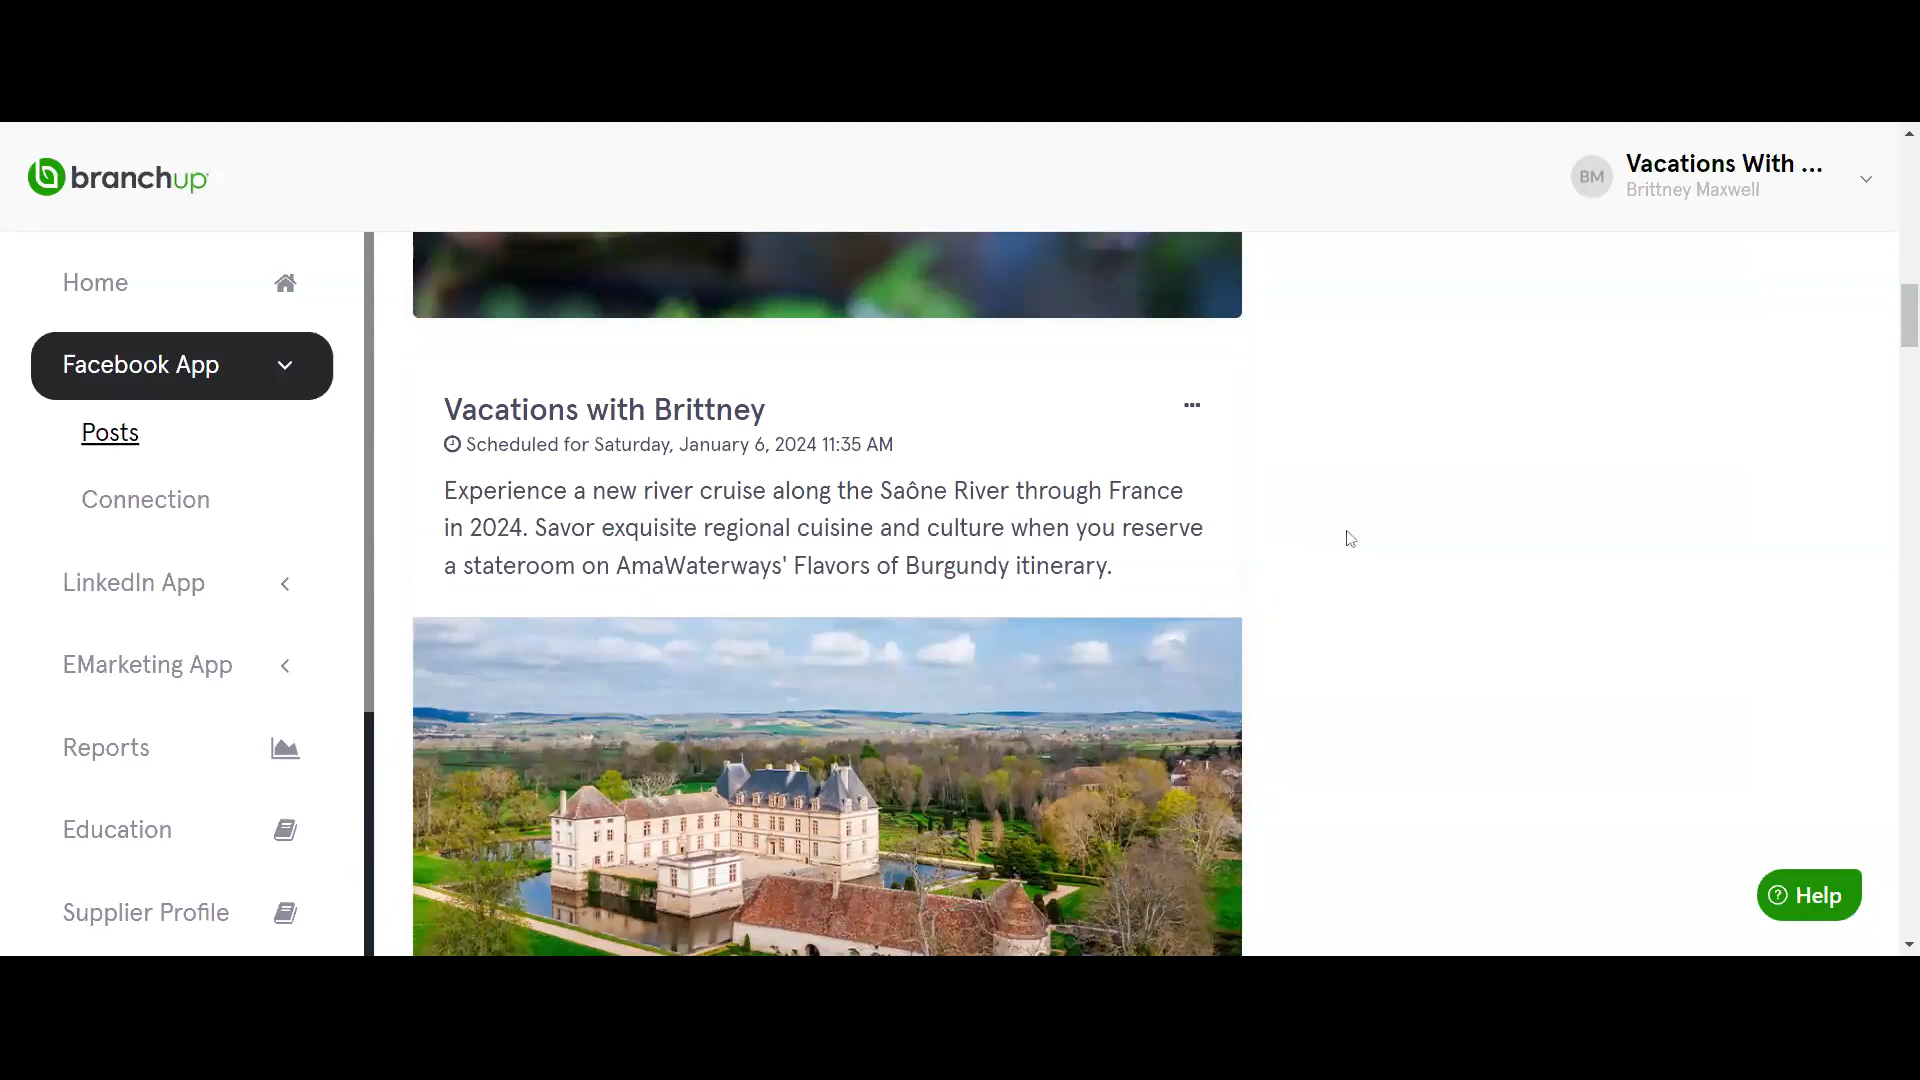 branchup
BM
Vacations With ...
Brittney Maxwell
Home
Facebook App
Posts
Connection
LinkedIn App
EMarketing App
Reports
Education
Supplier Profile
Vacations with Brittney
Scheduled for Saturday, January 6, 2024 11:35 AM
Experience a new river cruise along the Saône River through France
in 2024. Savor exquisite regional cuisine and culture when you reserve
a stateroom on AmaWaterways' Flavors of Burgundy itinerary.
Help